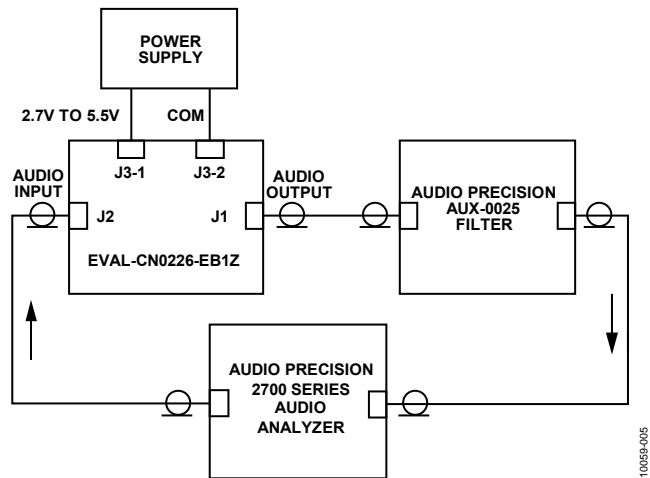 POWER
SUPPLY
2.7V TO 5.5V
COM
J3-1
J3-2
AUDIO
INPUT
J2
J1
AUDIO
OUTPUT
EVAL-CN0226-EB1Z
AUDIO PRECISION
AUX-0025
FILTER
AUDIO PRECISION
2700 SERIES
AUDIO
ANALYZER
10059-005